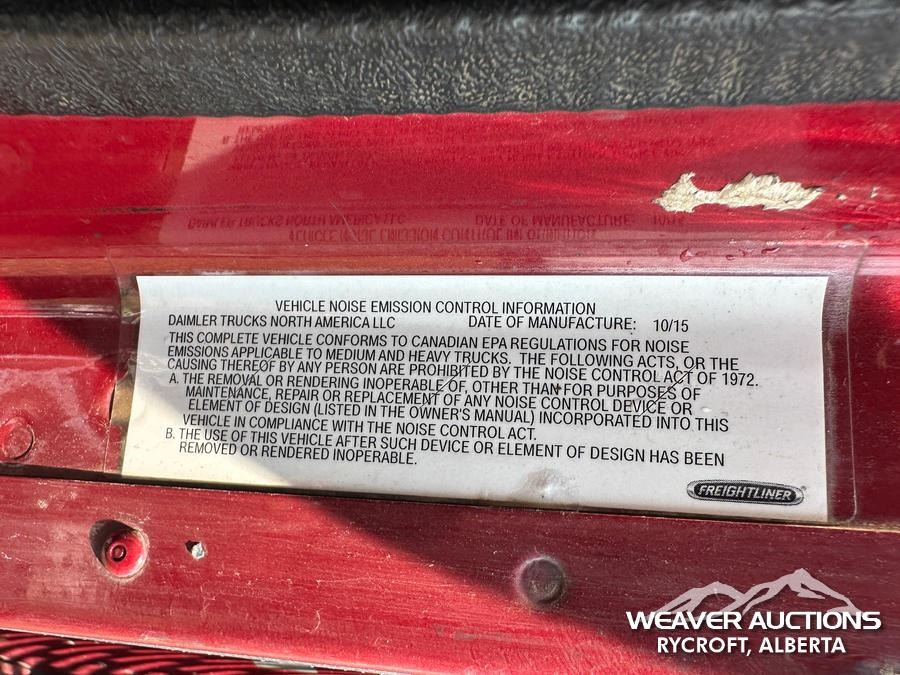 VEHICLE NOISE EMISSION CONTROL INFORMATION
DAIMLER TRUCKS NORTH AMERICA LLC DATE OF MANUFACTURE: 10/15
THIS COMPLETE VEHICLE CONFORMS TO CANADIAN EPA REGULATIONS FOR NOISE
EMISSIONS APPLICABLE TO MEDIUM AND HEAVY TRUCKS. THE FOLLOWING ACTS, OR THE
CAUSING THEREOF BY ANY PERSON ARE PROHIBITED BY THE NOISE CONTROL ACT OF 1972.
A. THE REMOVAL OR RENDERING INOPERABLE OF, OTHER THAN FOR PURPOSES OF
MAINTENANCE, REPAIR OR REPLACEMENT OF ANY NOISE CONTROL DEVICE OR
ELEMENT OF DESIGN (LISTED IN THE OWNER'S MANUAL) INCORPORATED INTO THIS
VEHICLE IN COMPLIANCE WITH THE NOISE CONTROL ACT.
B. THE USE OF THIS VEHICLE AFTER SUCH DEVICE OR ELEMENT OF DESIGN HAS BEEN
REMOVED OR RENDERED INOPERABLE.
FREIGHTLINER
WEAVER AUCTIONS
RYCROFT, ALBERTA